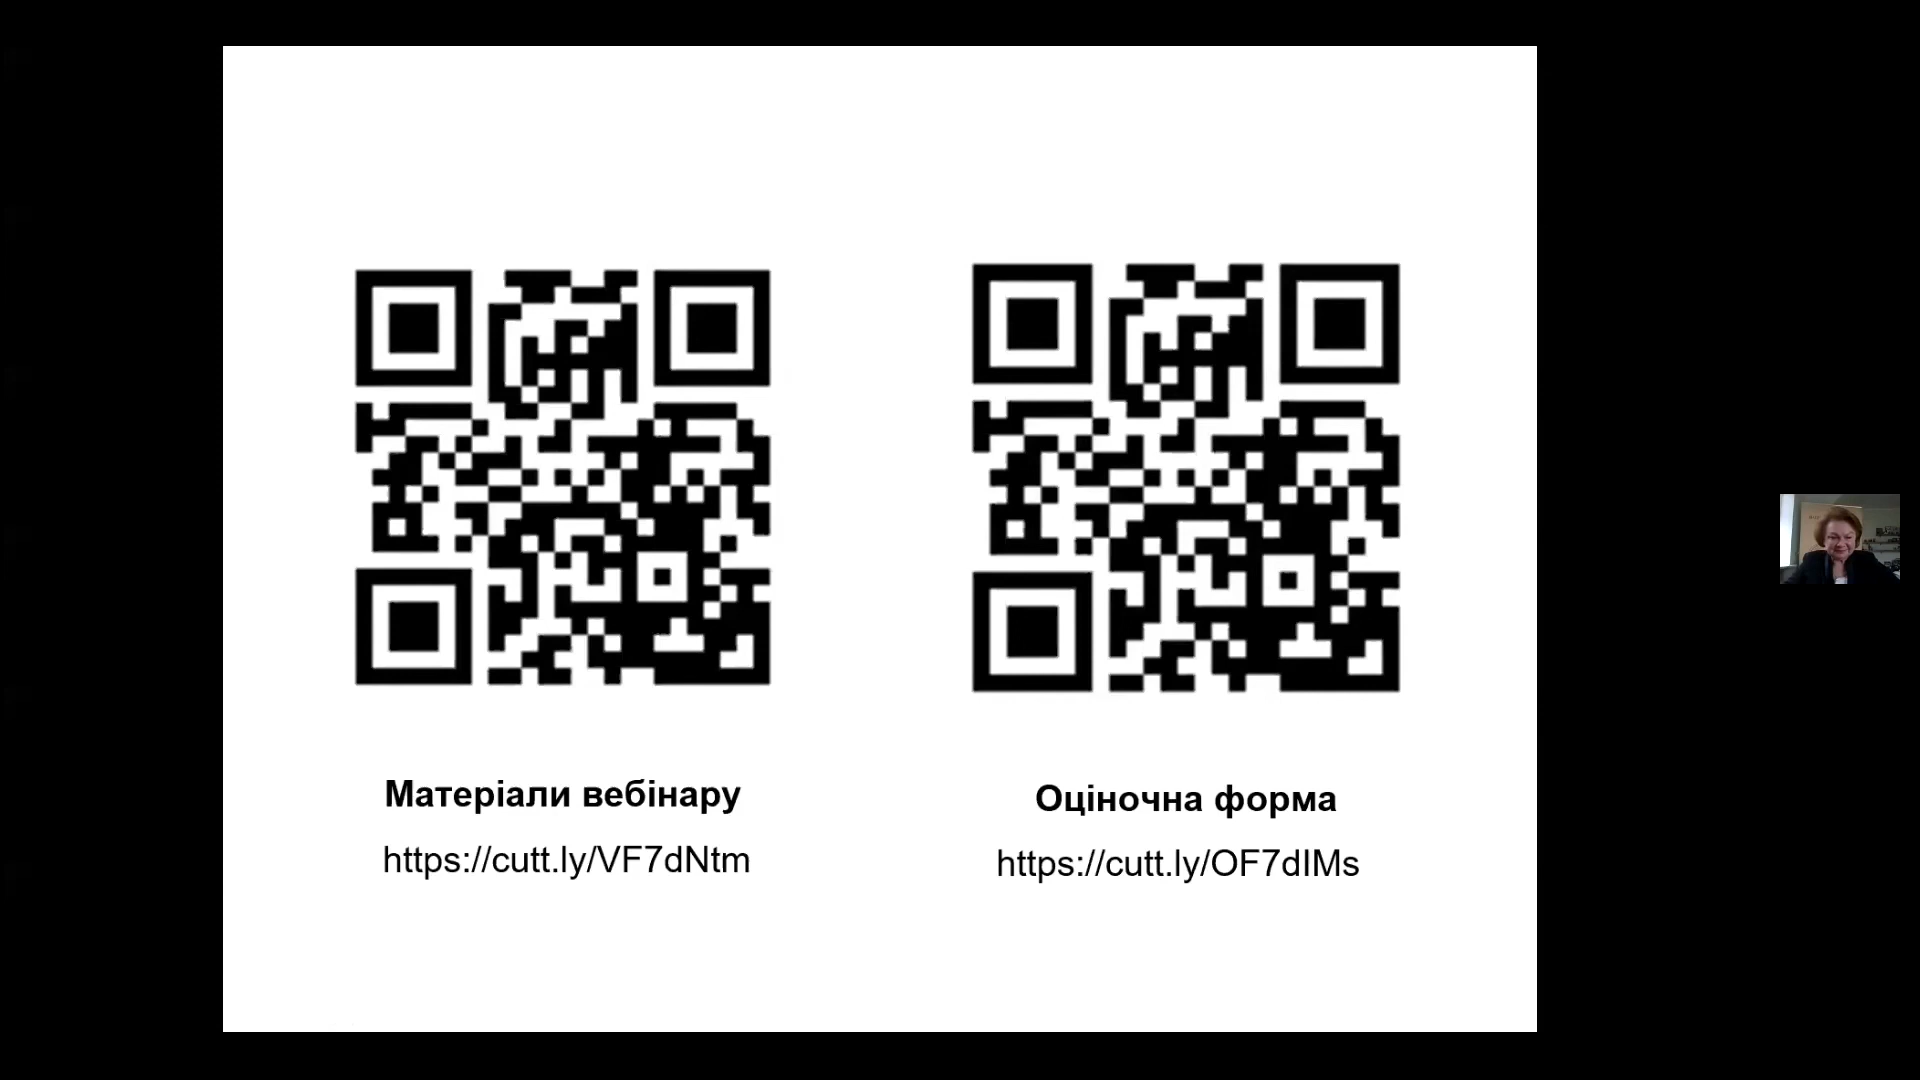 Матеріали вебінару
https://cutt.ly/VF7dNtm
Оціночна форма
https://cutt.ly/OF7dIMs